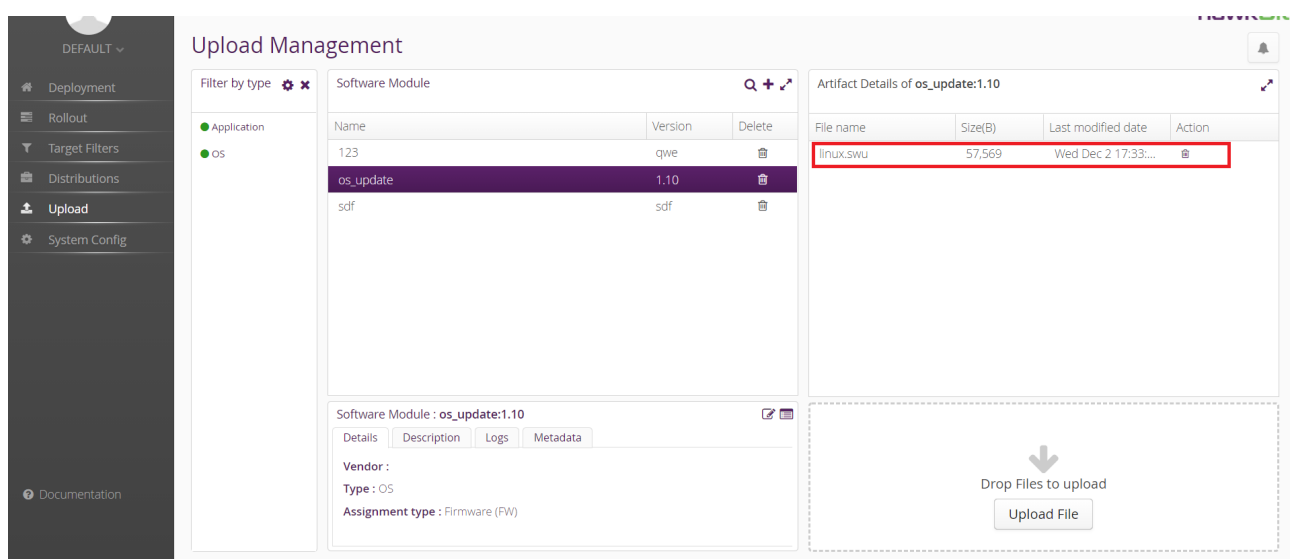 DEFAULT
Upload Management
Deployment
Rollout
Target Filters
Distributions
Upload
System Config
Documentation
Filter by type
Application
OS
Software Module
Name Version Delete
123 qwe
os_update 1.10
sdf sdf
Software Module : os_update:1.10
Details Description Logs Metadata
Vendor :
Type : OS
Assignment type : Firmware (FW)
Artifact Details of os_update:1.10
File name Size(B) Last modified date Action
linux.swu 57,569 Wed Dec 2 17:33:...
Drop Files to upload
Upload File